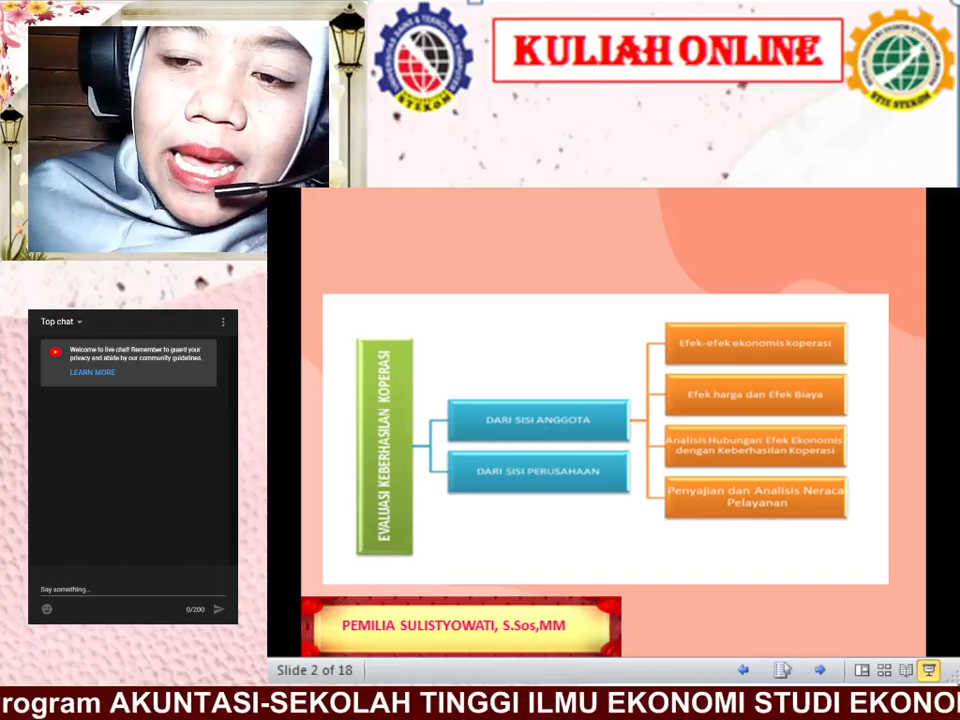 KULIAH ONLINE
STEKOM
STIE STEKOM
Top chat
Welcome to live chat! Remember to guard your
privacy and abide by our community guidelines.
LEARN MORE
Say something...
0/200
EVALUASI KEBERHASILAN KOPERASI
DARI SISI ANGGOTA
DARI SISI PERUSAHAAN
Efek-efek ekonomis koperasi
Efek harga dan Efek Biaya
Analisis Hubungan Efek Ekonomis
dengan Keberhasilan Koperasi
Penyajian dan Analisis Neraca
Pelayanan
PEMILIA SULISTYOWATI, S.Sos,MM
Slide 2 of 18
rogram AKUNTASI-SEKOLAH TINGGI ILMU EKONOMI STUDI EKONO